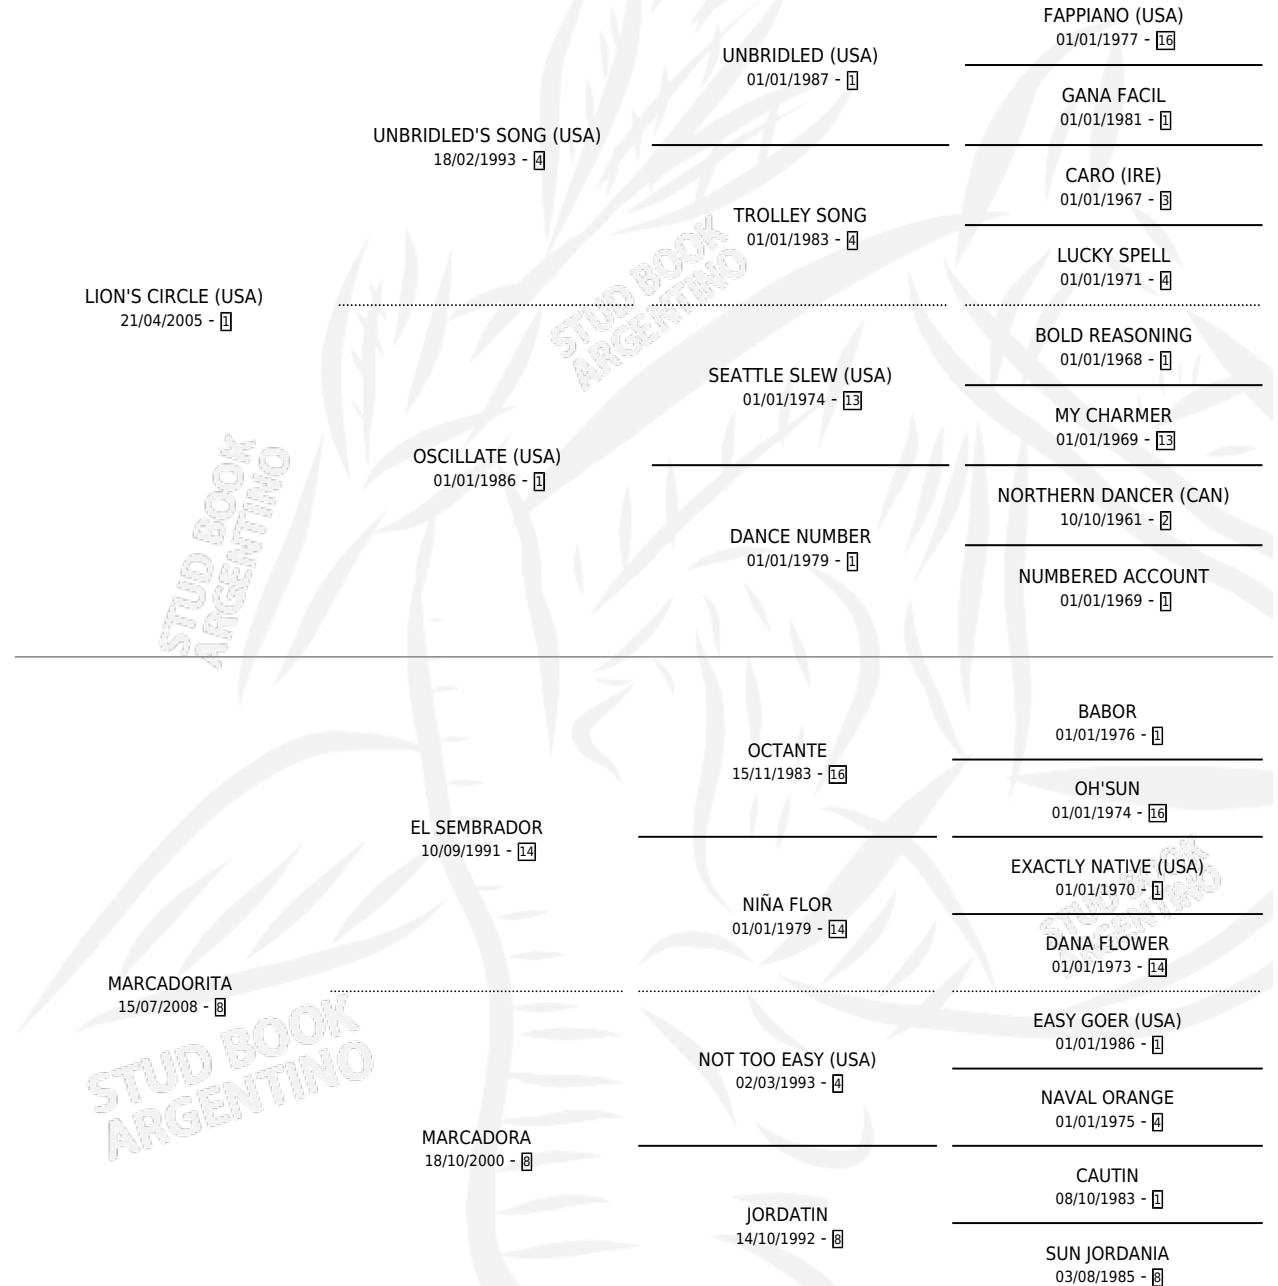 FAPPIANO (USA)
01/01/1977 - 16
UNBRIDLED (USA)
01/01/1987 - 1
GANA FACIL
01/01/1981 - 1
UNBRIDLED'S SONG (USA)
18/02/1993 - 4
CARO (IRE)
01/01/1967 - 3
TROLLEY SONG
01/01/1983 - 4
LUCKY SPELL
01/01/1971 - 4
LION'S CIRCLE (USA)
21/04/2005 - 1
BOLD REASONING
01/01/1968 - 1
SEATTLE SLEW (USA)
01/01/1974 - 13
MY CHARMER
01/01/1969 - 13
OSCILLATE (USA)
01/01/1986 - 1
NORTHERN DANCER (CAN)
10/10/1961 - 2
DANCE NUMBER
01/01/1979 - 1
NUMBERED ACCOUNT
01/01/1969 - 1
BABOR
01/01/1976 - 1
OCTANTE
15/11/1983 - 16
OH'SUN
01/01/1974 - 16
EL SEMBRADOR
10/09/1991 - 14
EXACTLY NATIVE (USA)
01/01/1970 - 1
NIÑA FLOR
01/01/1979 - 14
DANA FLOWER
01/01/1973 - 14
MARCADORITA
15/07/2008 - 8
EASY GOER (USA)
01/01/1986 - 1
NOT TOO EASY (USA)
02/03/1993 - 4
NAVAL ORANGE
01/01/1975 - 4
MARCADORA
18/10/2000 - 8
CAUTIN
08/10/1983 - 1
JORDATIN
14/10/1992 - 8
SUN JORDANIA
03/08/1985 - 8
STUD BOOK
ARGENTINO
STUD BOOK
ARGENTINO
STUD BOOK
ARGENTINO
STUD BOOK
ARGENTINO